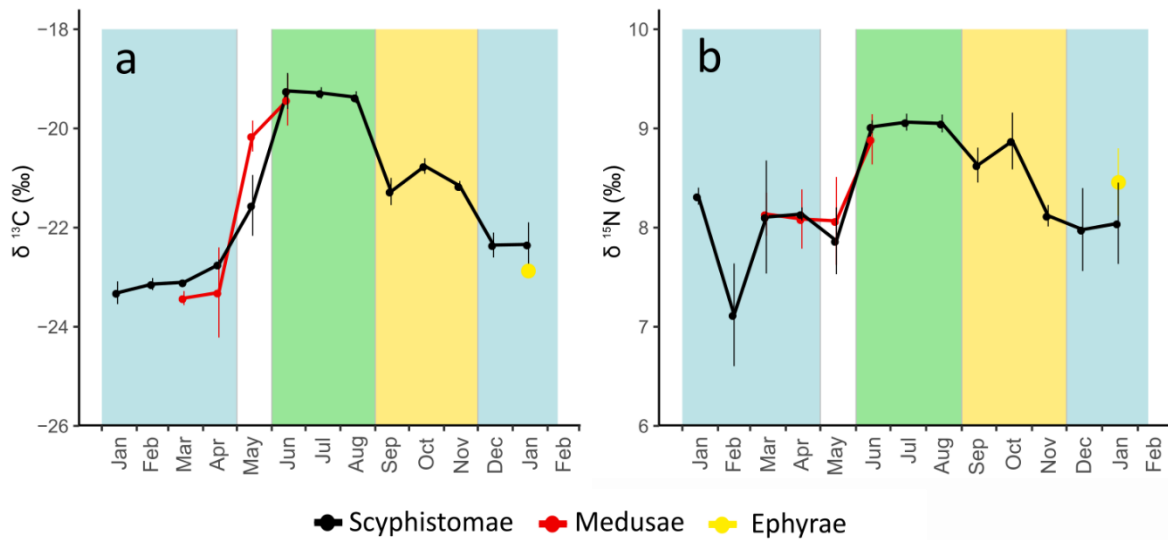 a
b
δ ¹³C (‰)
−18
−20
−22
−24
−26
Jan
Feb
Mar
Apr
May
Jun
Jul
Aug
Sep
Oct
Nov
Dec
Jan
Feb
δ ¹⁵N (‰)
10
9
8
7
6
Jan
Feb
Mar
Apr
May
Jun
Jul
Aug
Sep
Oct
Nov
Dec
Jan
Feb
Scyphistomae Medusae Ephyrae